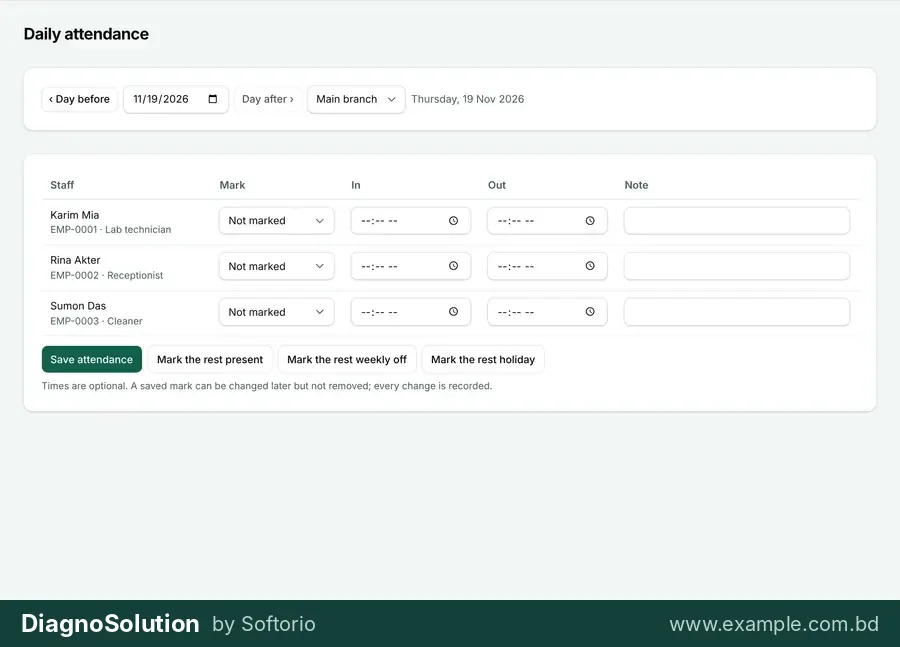 Daily attendance
‹ Day before 11/19/2026 Day after › Main branch Thursday, 19 Nov 2026
Staff Mark In Out Note
Karim Mia
EMP-0001 · Lab technician
Not marked --:-- -- --:-- --
Rina Akter
EMP-0002 · Receptionist
Not marked --:-- -- --:-- --
Sumon Das
EMP-0003 · Cleaner
Not marked --:-- -- --:-- --
Save attendance Mark the rest present Mark the rest weekly off Mark the rest holiday
Times are optional. A saved mark can be changed later but not removed; every change is recorded.
DiagnoSolution by Softorio www.example.com.bd